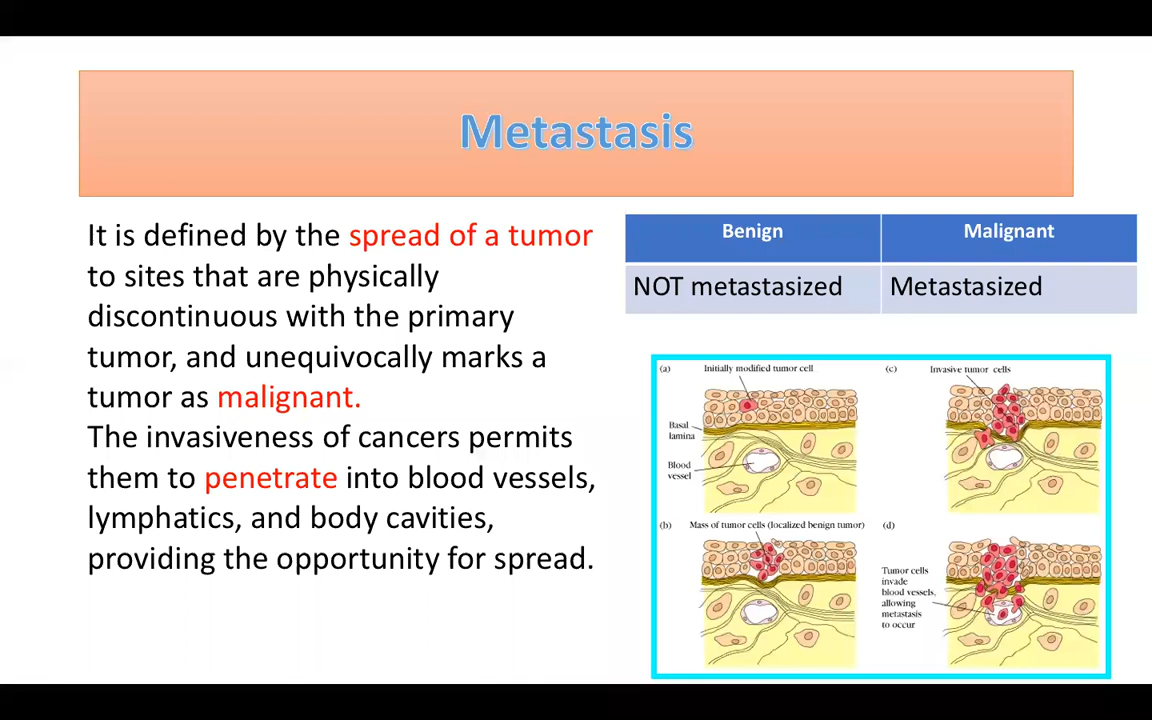 Metastasis
It is defined by the spread of a tumor
to sites that are physically
discontinuous with the primary
tumor, and unequivocally marks a
tumor as malignant.
The invasiveness of cancers permits
them to penetrate into blood vessels,
lymphatics, and body cavities,
providing the opportunity for spread.
Benign
Malignant
NOT metastasized
Metastasized
(a)
Initially modified tumor cell
Basal
lamina
Blood
vessel
(c)
Invasive tumor cells
(b)
Mass of tumor cells (localized benign tumor)
(d)
Tumor cells
invade
blood vessels,
allowing
metastasis
to occur